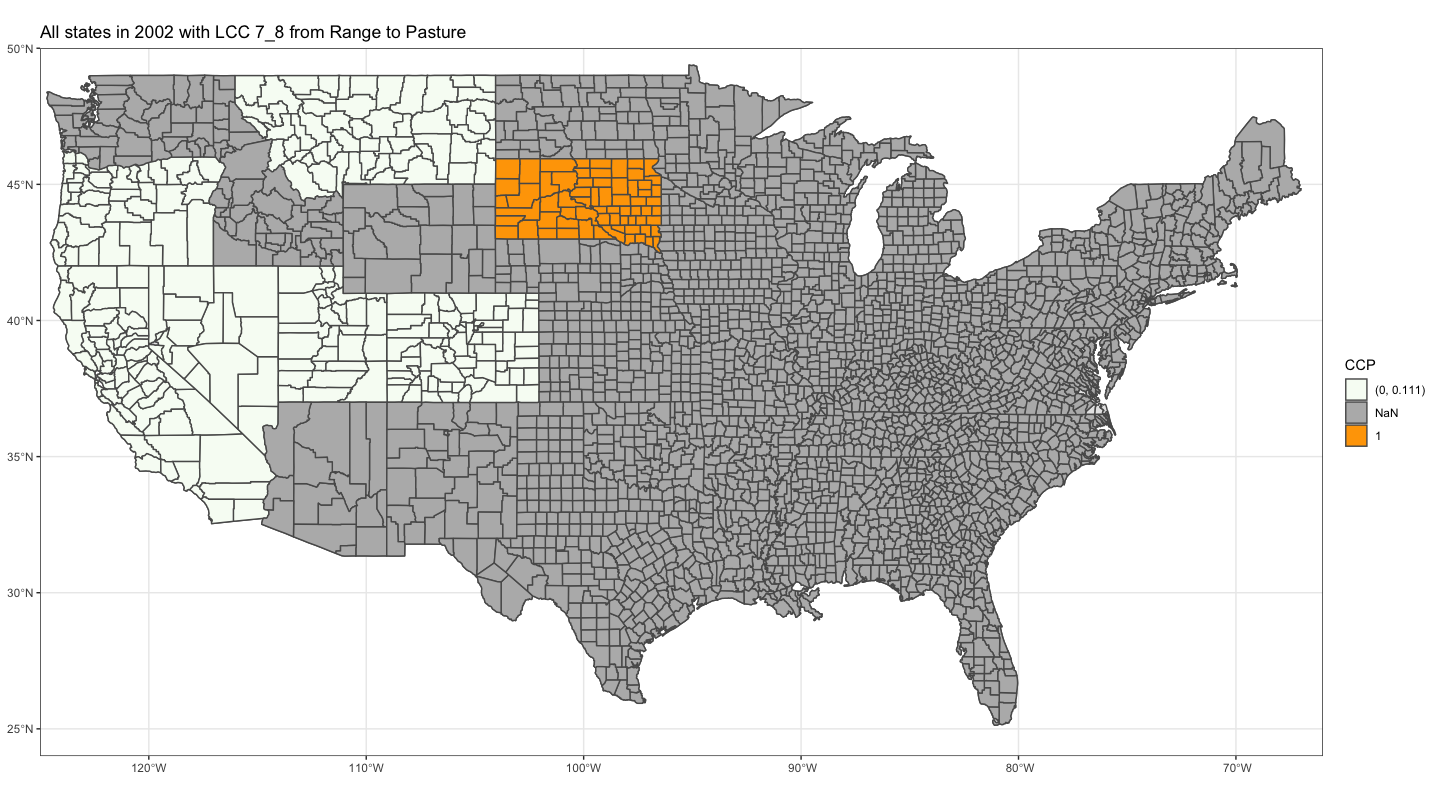 All states in 2002 with LCC 7_8 from Range to Pasture
50°N
45°N
40°N
35°N
30°N
25°N
120°W
110°W
100°W
90°W
80°W
70°W
CCP
(0, 0.111)
NaN
1